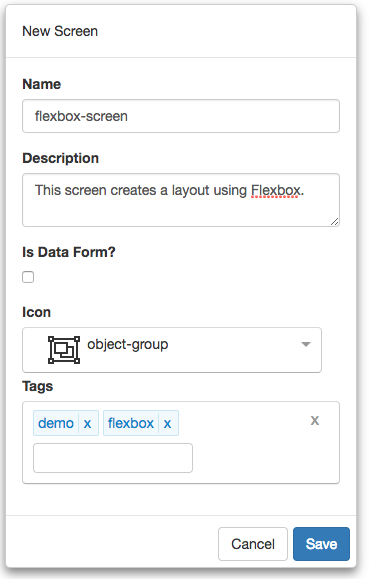 New Screen
Name
flexbox-screen
Description
This screen creates a layout using Flexbox.
Is Data Form?
Icon
object-group
Tags
demo x flexbox x x
Cancel Save